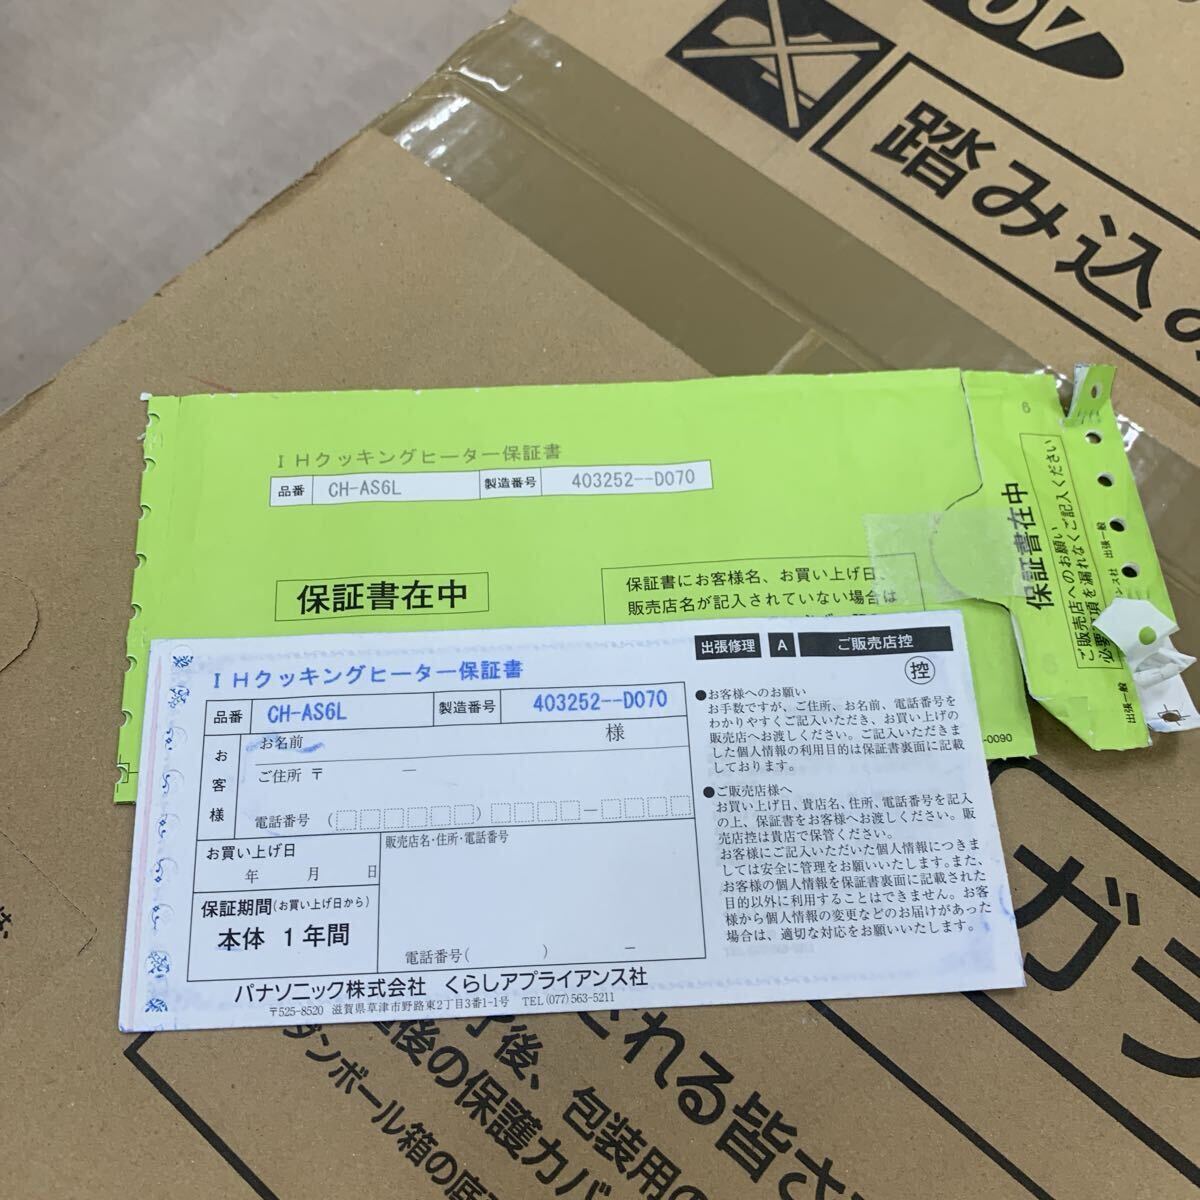 踏み込み
IHクッキングヒーター保証書
品番 CH-AS6L 製造番号 403252--D070
保証書在中
保証書にお客様名、お買い上げ日、
販売店名が記入されていない場合は
6
保証書在中
ご販売店へのお願い
必要事項を漏れなくご記入ください
出張一般
出張一般
-0090
出張修理 A ご販売店控
控
IHクッキングヒーター保証書
品番 CH-AS6L 製造番号 403252--D070
お客様
お名前 様
ご住所 〒 －
電話番号 ( ) －
お買い上げ日
年 月 日
保証期間(お買い上げ日から)
本体 1年間
販売店名・住所・電話番号
電話番号( ) －
パナソニック株式会社 くらしアプライアンス社
〒525-8520 滋賀県草津市野路東2丁目3番1-1号 TEL(077)563-5211
●お客様へのお願い
お手数ですが、ご住所、お名前、電話番号を
わかりやすくご記入いただき、お買い上げの
販売店へお渡しください。ご記入いただきま
した個人情報の利用目的は保証書裏面に記載
しております。
●ご販売店様へ
お買い上げ日、貴店名、住所、電話番号を記入
の上、保証書をお客様へお渡しください。販
売店控は貴店で保管ください。
お客様にご記入いただいた個人情報につきま
しては安全に管理をお願いいたします。また、
お客様の個人情報を保証書裏面に記載された
目的以外に利用することはできません。お客
様から個人情報の変更などのお届けがあった
場合は、適切な対応をお願いいたします。
ガラ
される皆さ
了後、包装用の
後の保護カバ
ダンボール箱の底